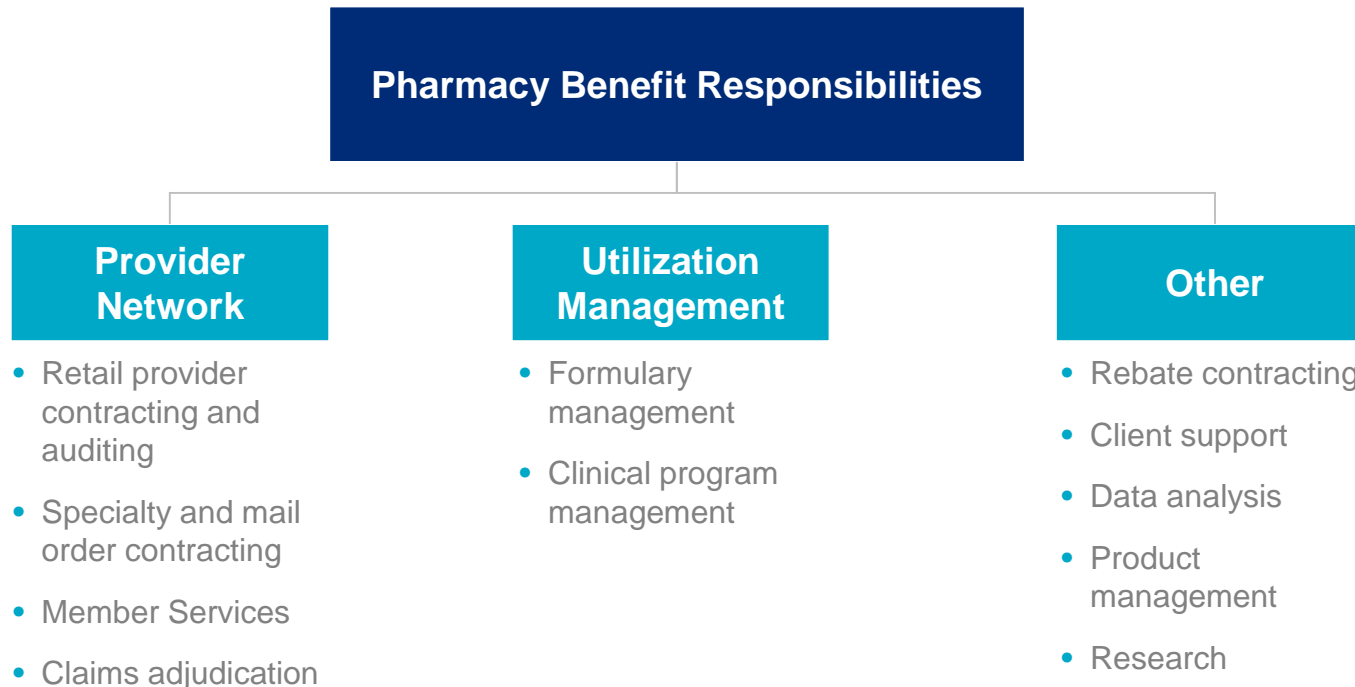 Pharmacy Benefit Responsibilities
Provider
Network
• Retail provider
contracting and
auditing
• Specialty and mail
order contracting
• Member Services
• Claims adjudication
Utilization
Management
• Formulary
management
• Clinical program
management
Other
• Rebate contracting
• Client support
• Data analysis
• Product
management
• Research